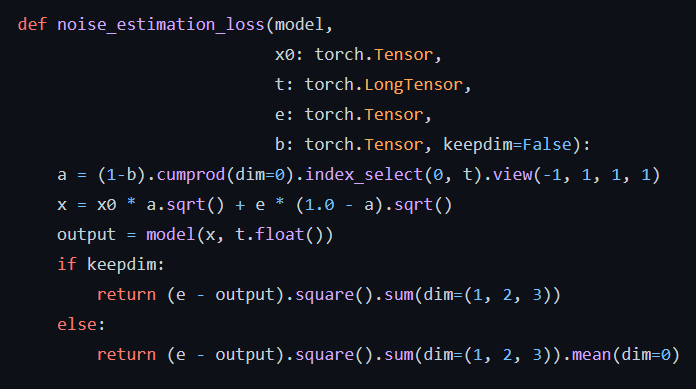 def noise_estimation_loss(model,
                          x0: torch.Tensor,
                          t: torch.LongTensor,
                          e: torch.Tensor,
                          b: torch.Tensor, keepdim=False):
    a = (1-b).cumprod(dim=0).index_select(0, t).view(-1, 1, 1, 1)
    x = x0 * a.sqrt() + e * (1.0 - a).sqrt()
    output = model(x, t.float())
    if keepdim:
        return (e - output).square().sum(dim=(1, 2, 3))
    else:
        return (e - output).square().sum(dim=(1, 2, 3)).mean(dim=0)